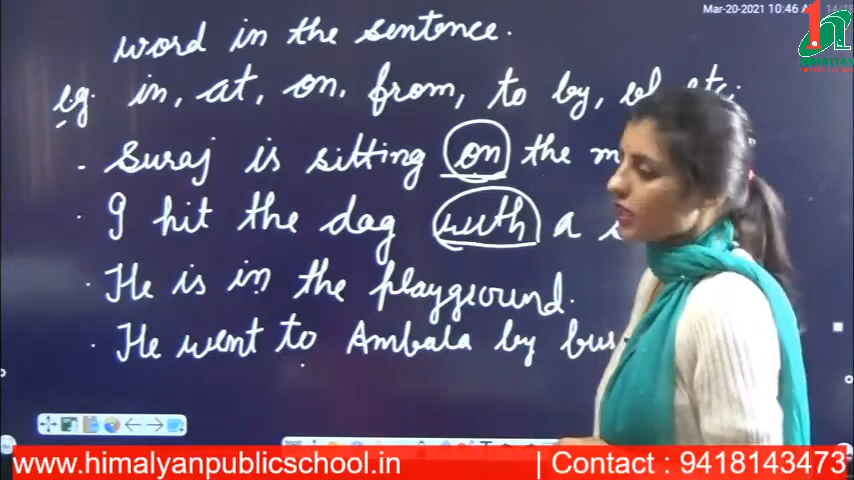 Mar-20-2021 10:46 A
word in the sentence.
eg. in, at, on, from, to by, of etc.
- Suraj is sitting on the
. I hit the dag with a
. He is in the playground.
. He went to Ambala by bus
www.himalyanpublicschool.in | Contact : 9418143473